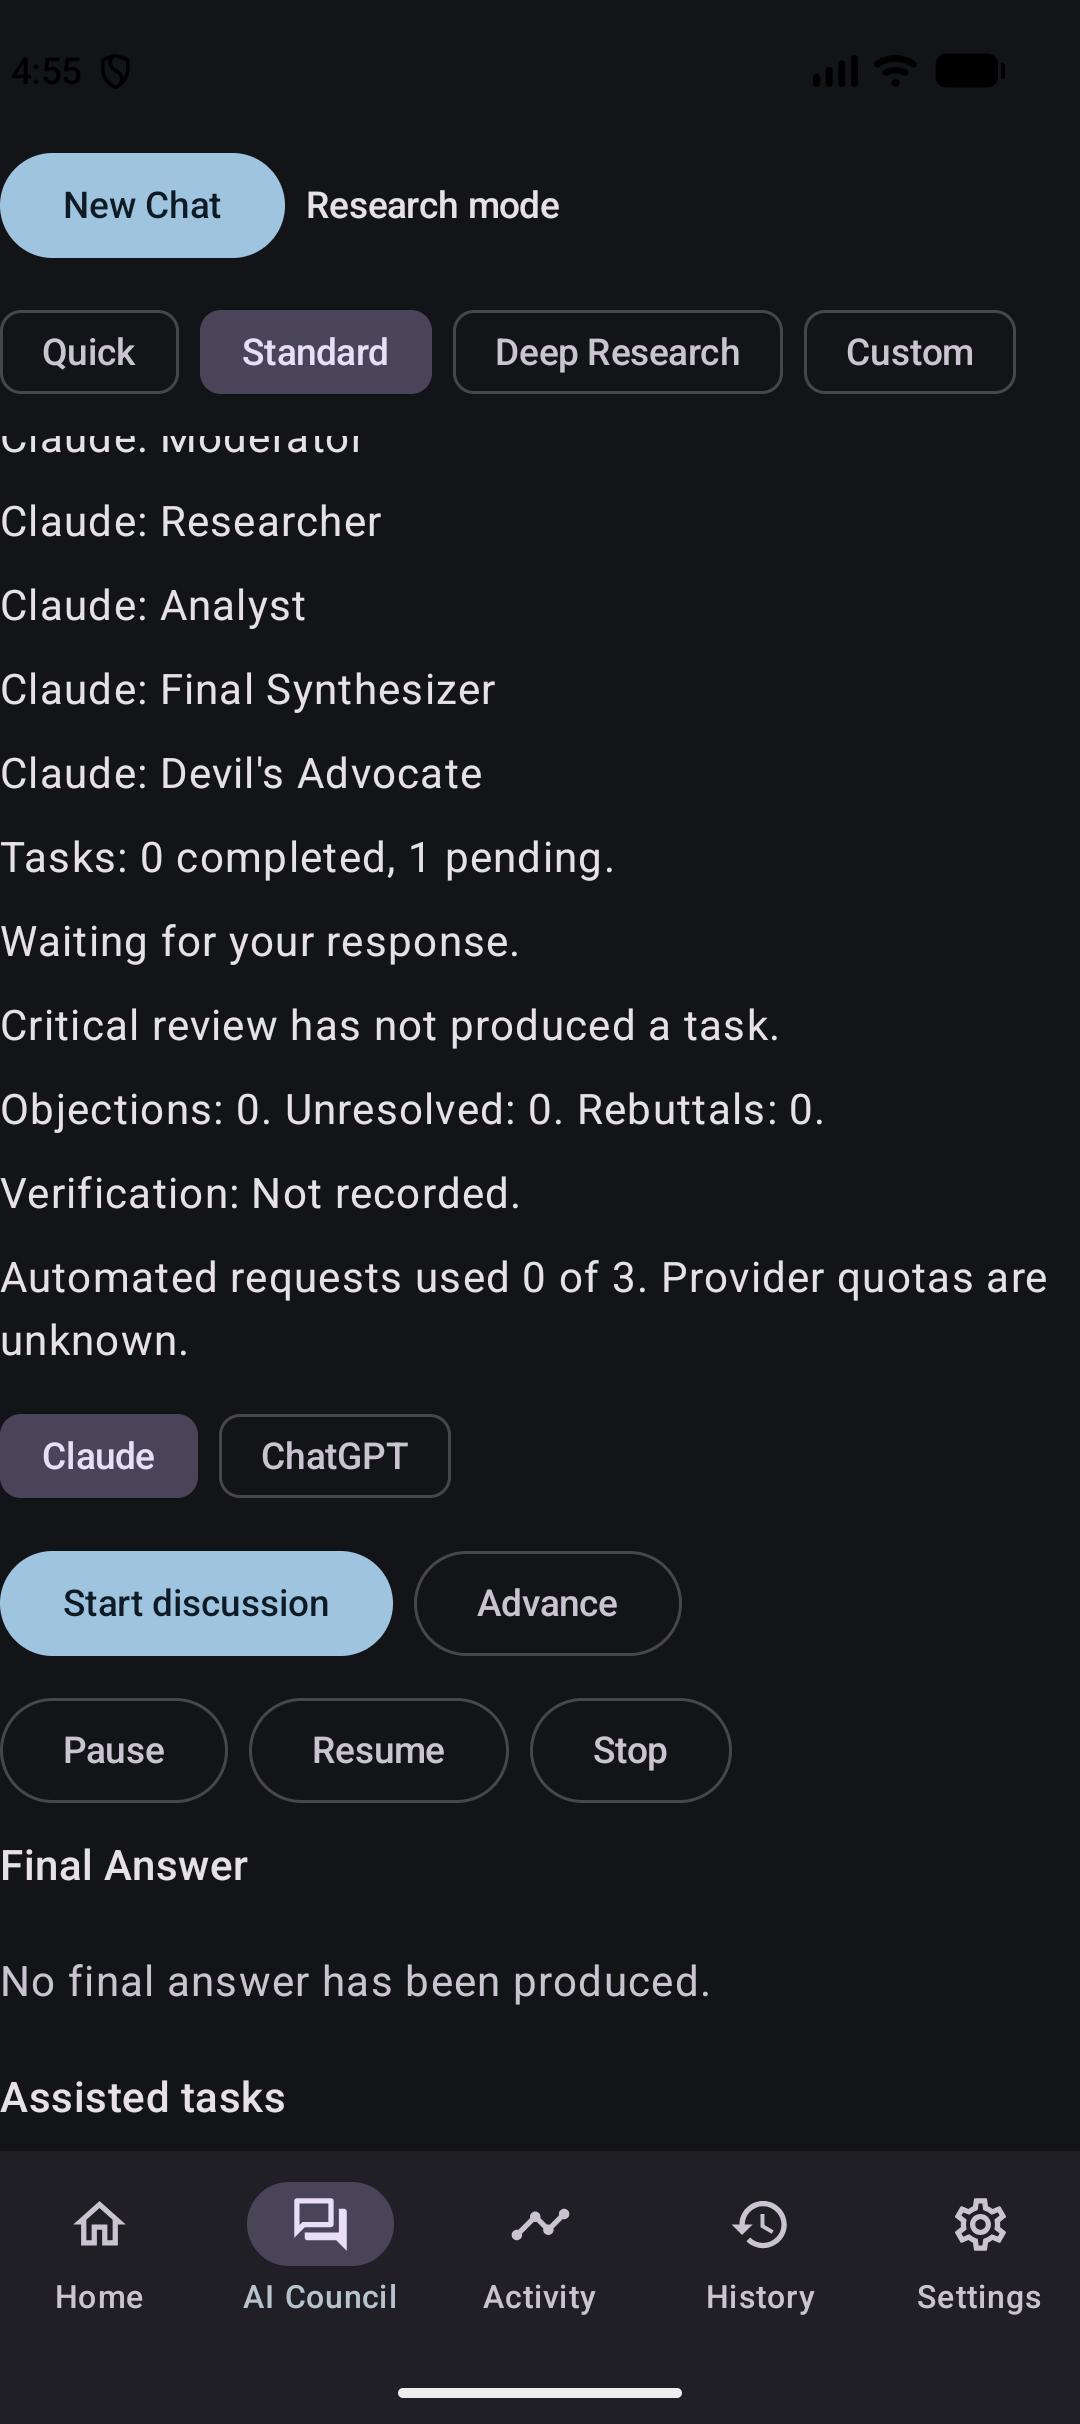 4:55
New Chat Research mode
Quick Standard Deep Research Custom
Claude: Moderator
Claude: Researcher
Claude: Analyst
Claude: Final Synthesizer
Claude: Devil's Advocate
Tasks: 0 completed, 1 pending.
Waiting for your response.
Critical review has not produced a task.
Objections: 0. Unresolved: 0. Rebuttals: 0.
Verification: Not recorded.
Automated requests used 0 of 3. Provider quotas are
unknown.
Claude ChatGPT
Start discussion Advance
Pause Resume Stop
Final Answer
No final answer has been produced.
Assisted tasks
Home AI Council Activity History Settings